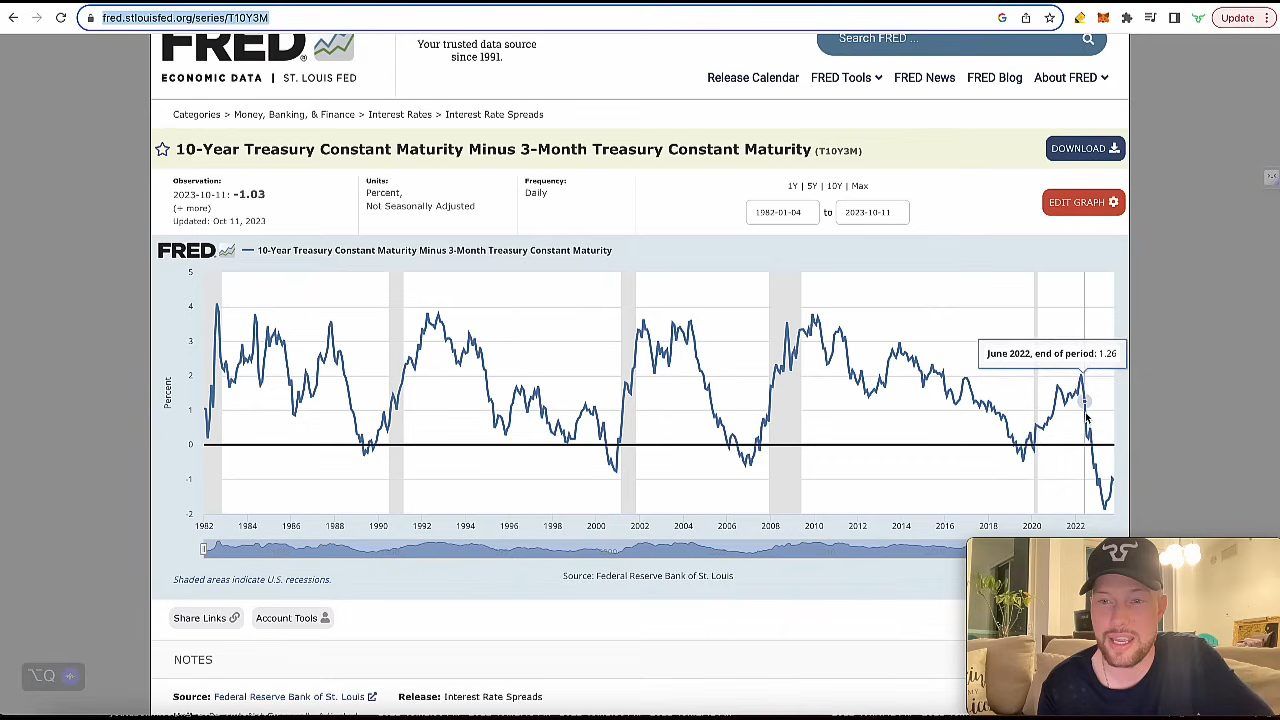 fred.stlouisfed.org/series/T10Y3M
Update
FRED
ECONOMIC DATA | ST. LOUIS FED
Your trusted data source
since 1991.
Search FRED ...
Release Calendar FRED Tools FRED News FRED Blog About FRED
Categories > Money, Banking, & Finance > Interest Rates > Interest Rate Spreads
10-Year Treasury Constant Maturity Minus 3-Month Treasury Constant Maturity (T10Y3M)
DOWNLOAD
Observation:
2023-10-11: -1.03
(+ more)
Updated: Oct 11, 2023
Units:
Percent,
Not Seasonally Adjusted
Frequency:
Daily
1Y | 5Y | 10Y | Max
1982-01-04 to 2023-10-11
EDIT GRAPH
FRED 10-Year Treasury Constant Maturity Minus 3-Month Treasury Constant Maturity
5
4
3
2
1
0
-1
-2
Percent
June 2022, end of period: 1.26
1982 1984 1986 1988 1990 1992 1994 1996 1998 2000 2002 2004 2006 2008 2010 2012 2014 2016 2018 2020 2022
Shaded areas indicate U.S. recessions.
Source: Federal Reserve Bank of St. Louis
Share Links Account Tools
NOTES
Source: Federal Reserve Bank of St. Louis Release: Interest Rate Spreads
⌥Q